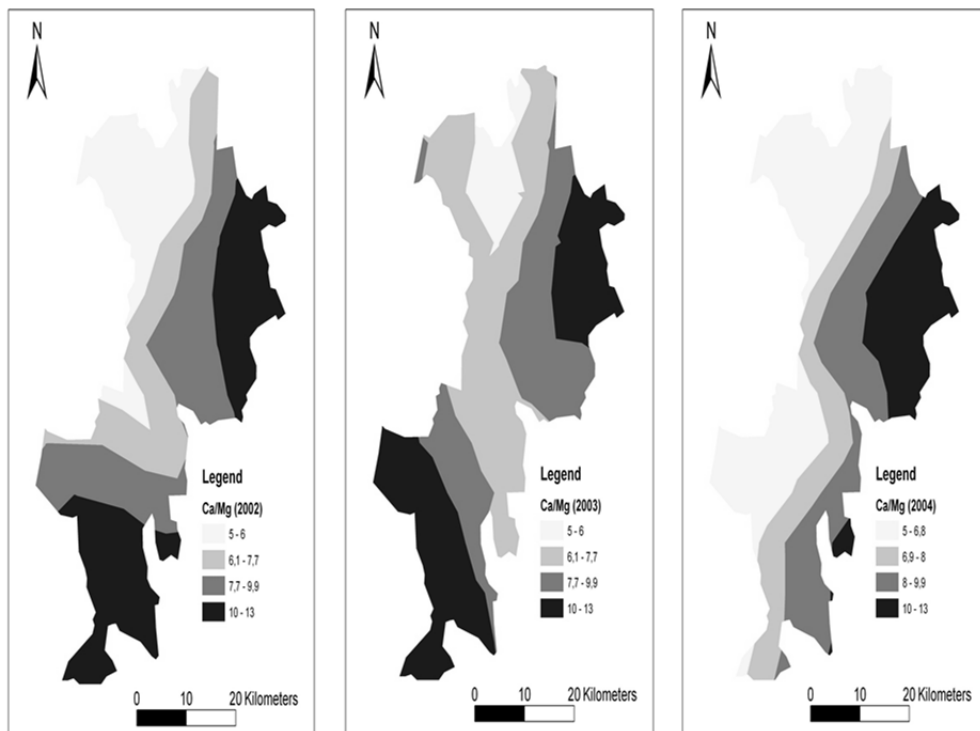 N
Legend
Ca/Mg (2002)
5 - 6
6,1 - 7,7
7,7 - 9,9
10 - 13
0 10 20 Kilometers
N
Legend
Ca/Mg (2003)
5 - 6
6,1 - 7,7
7,7 - 9,9
10 - 13
0 10 20 Kilometers
N
Legend
Ca/Mg (2004)
5 - 6,8
6,9 - 8
8 - 9,9
10 - 13
0 10 20 Kilometers